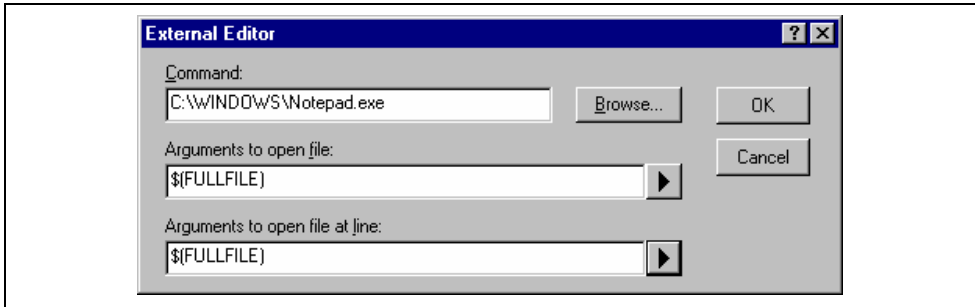 External Editor
Command:
C:\WINDOWS\Notepad.exe
Browse...
OK
Arguments to open file:
Cancel
$(FULLFILE)
Arguments to open file at line:
$(FULLFILE)